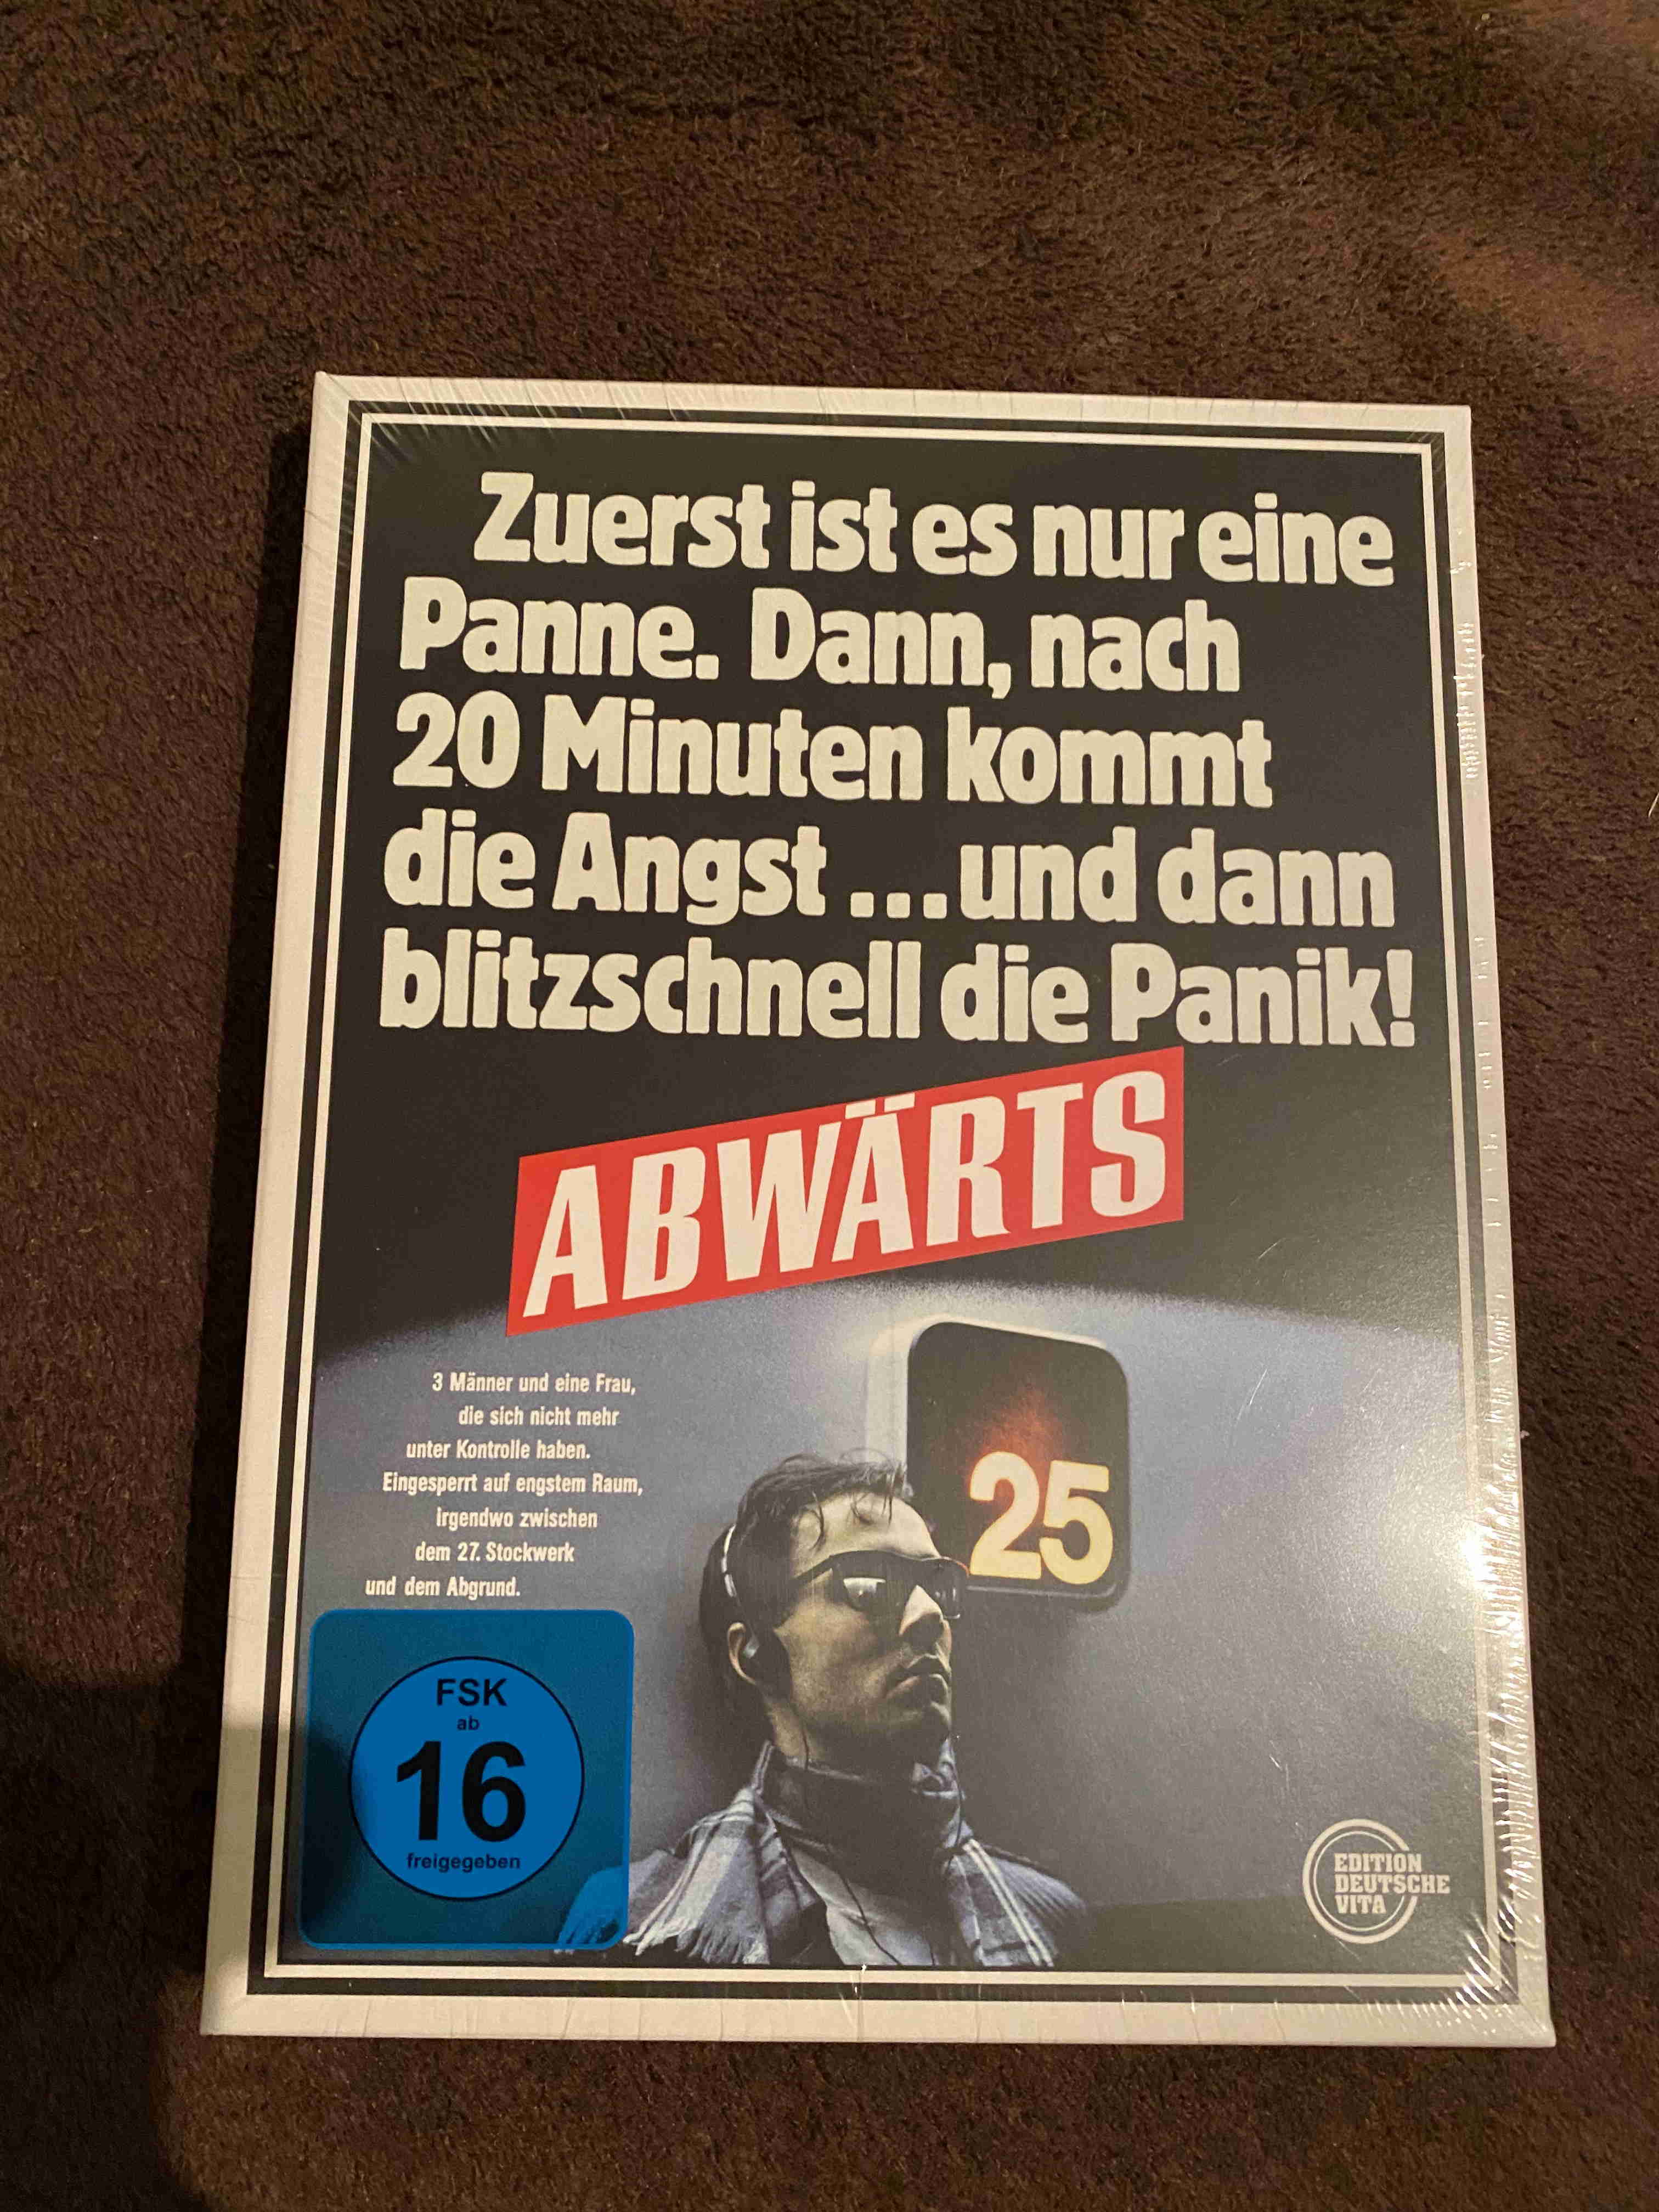 Zuerst ist es nur eine
Panne. Dann, nach
20 Minuten kommt
die Angst ...und dann
blitzschnell die Panik!
ABWÄRTS
3 Männer und eine Frau,
die sich nicht mehr
unter Kontrolle haben.
Eingesperrt auf engstem Raum,
irgendwo zwischen
dem 27. Stockwerk
und dem Abgrund.
25
FSK
ab
16
freigegeben
EDITION
DEUTSCHE
VITA